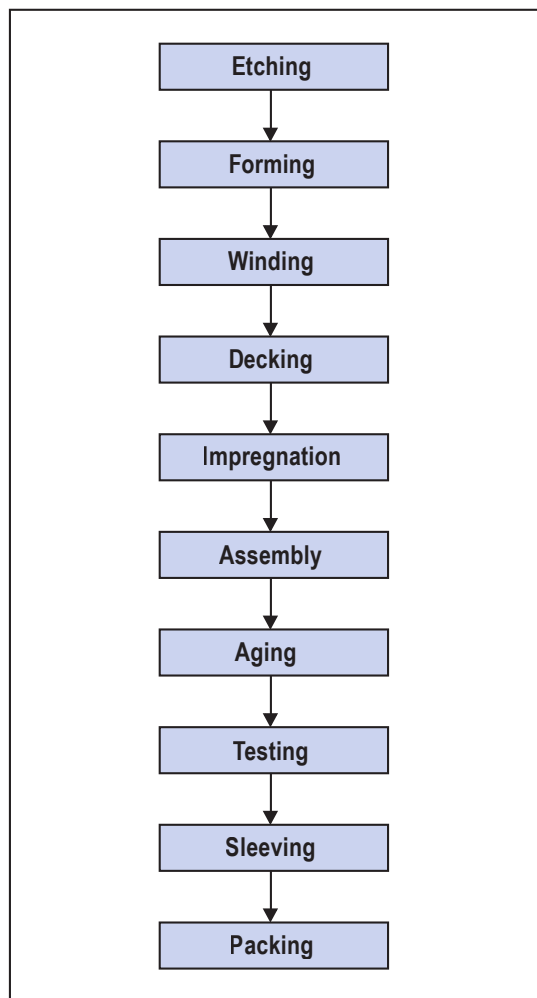 Etching
Forming
Winding
Decking
Impregnation
Assembly
Aging
Testing
Sleeving
Packing